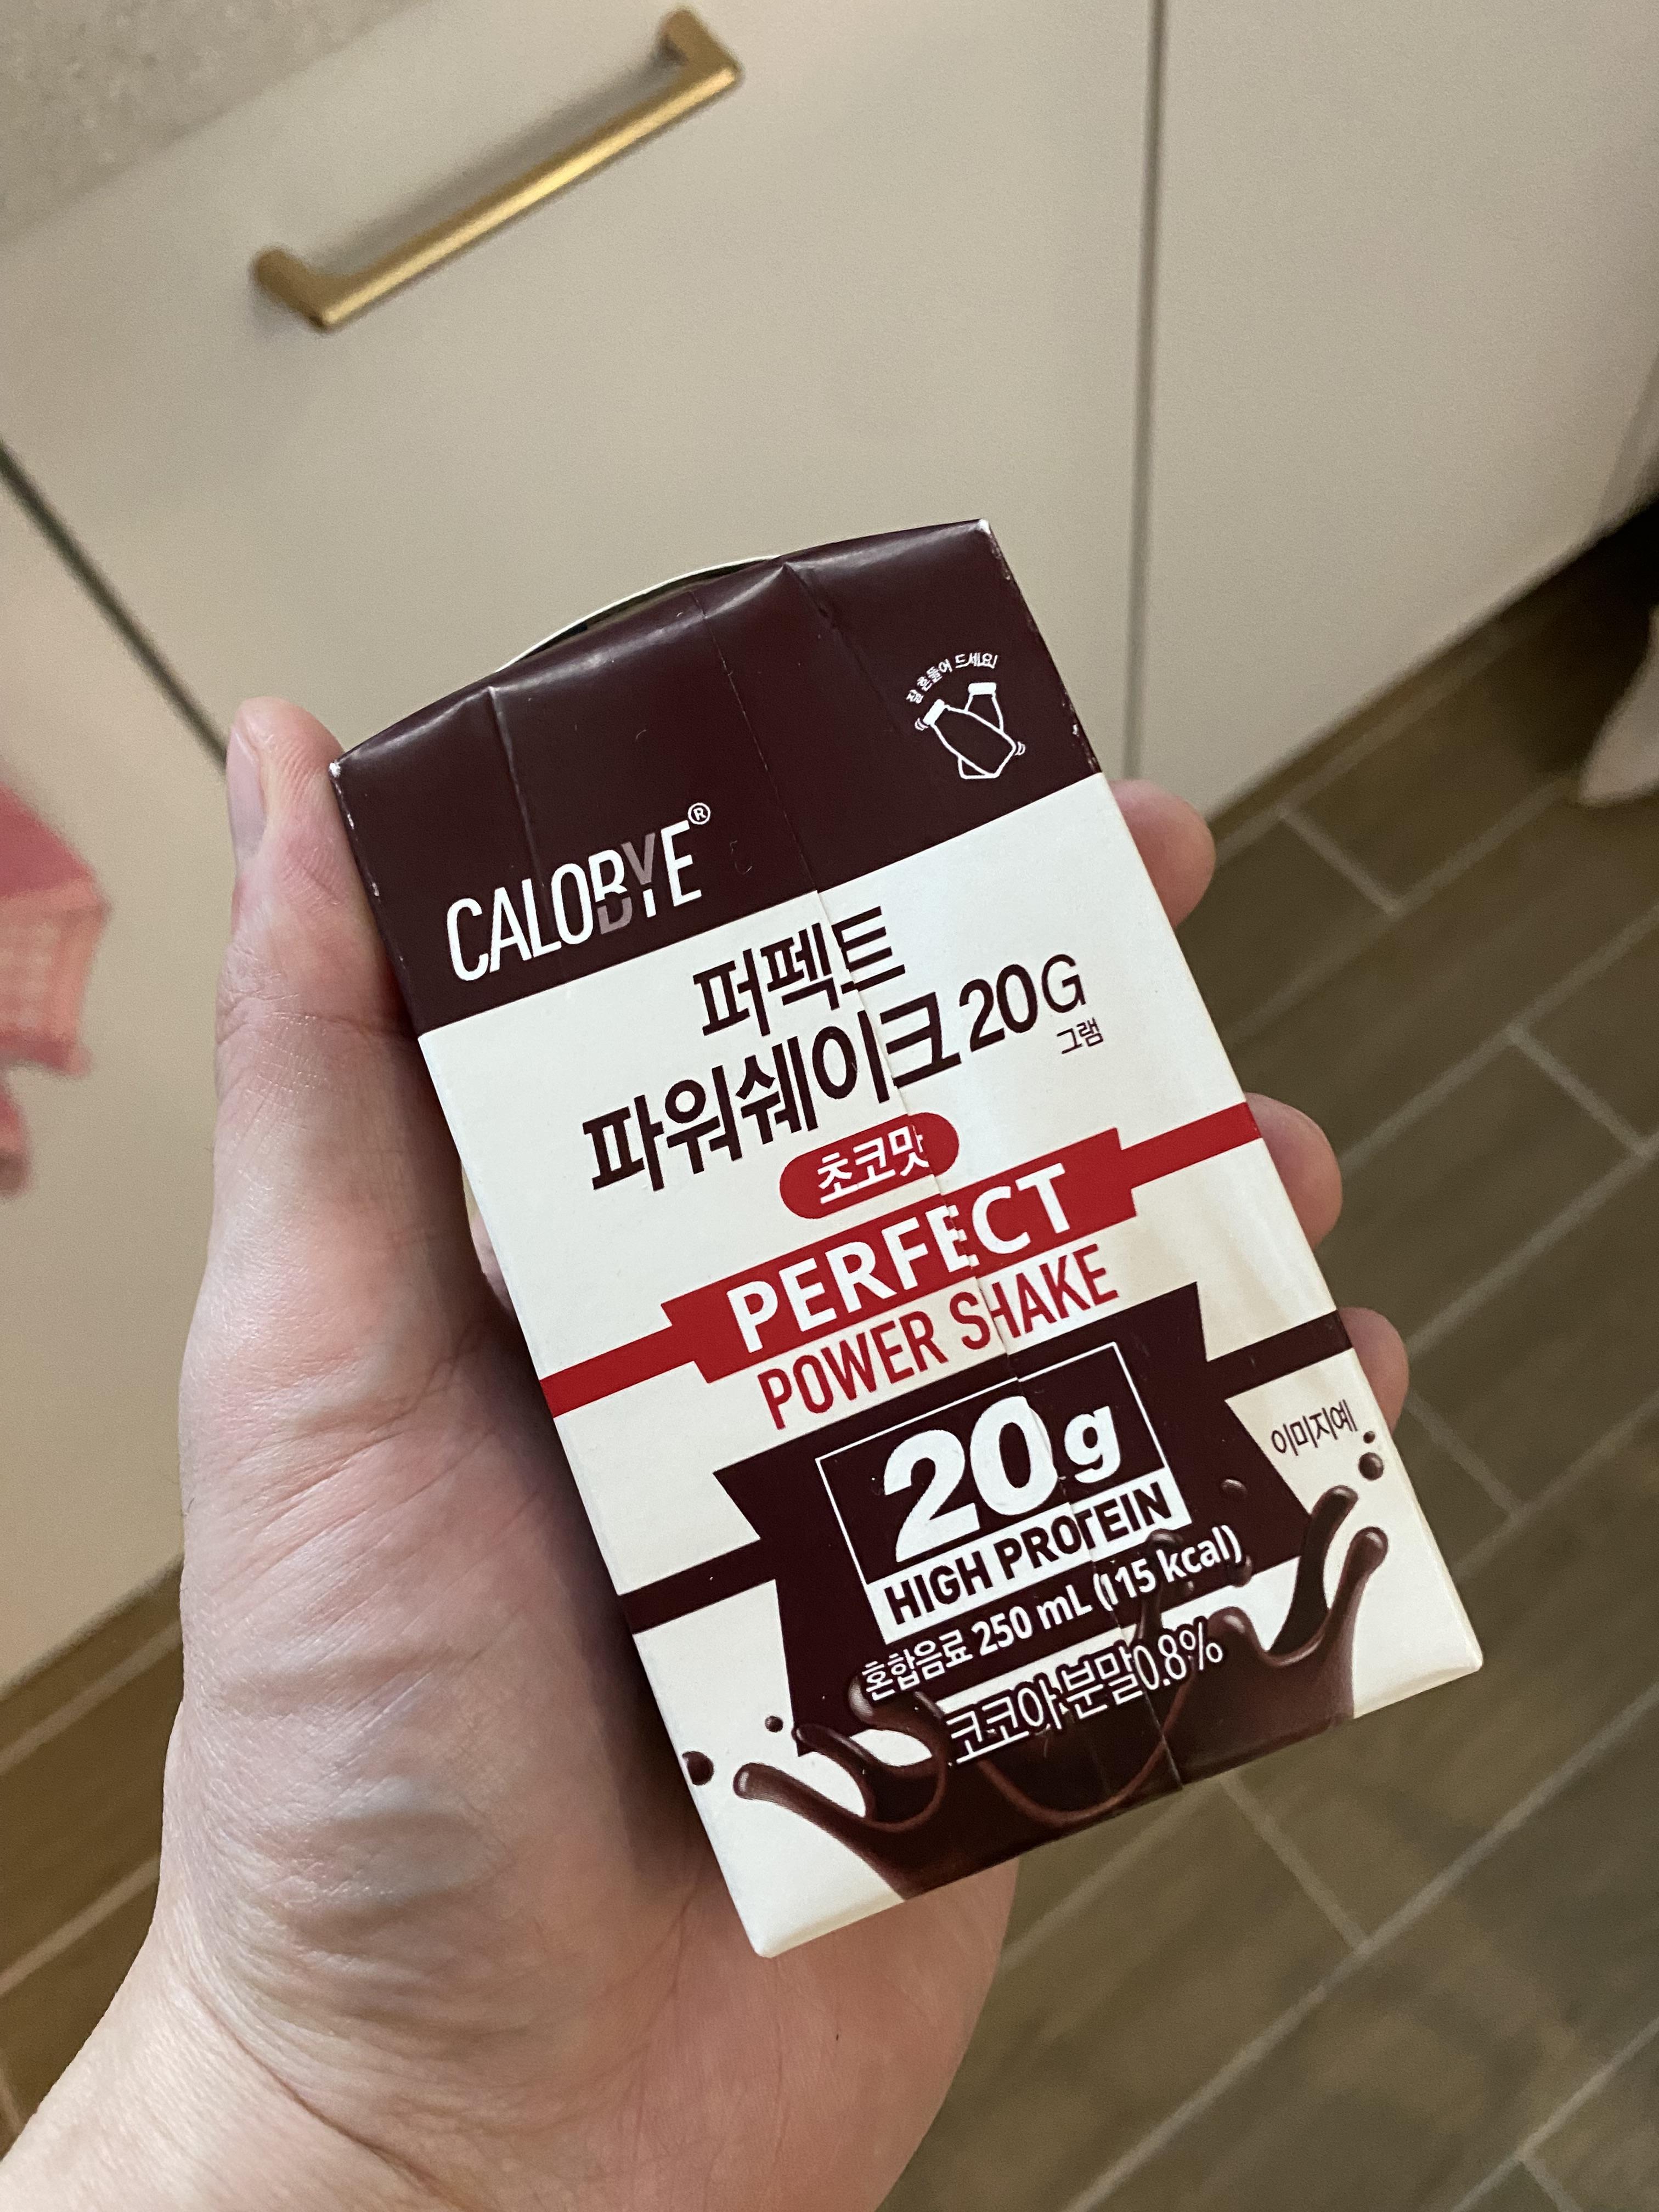 잘 흔들어 드세요!
CALOBYE®
퍼펙트
파워쉐이크 20G
그램
초코맛
PERFECT
POWER SHAKE
20g
HIGH PROTEIN
이미지예
혼합음료 250 mL (115 kcal)
코코아분말0.8%